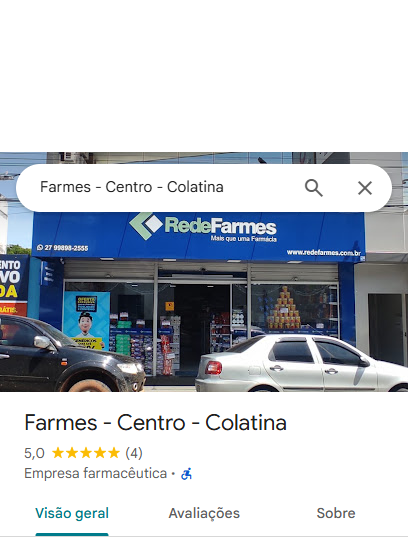 Farmes - Centro - Colatina
RedeFarmes
Mais que uma Farmácia
27 99898-2555
www.redefarmes.com.br
Farmes - Centro - Colatina
5,0 ★★★★★ (4)
Empresa farmacêutica ·
Visão geral
Avaliações
Sobre